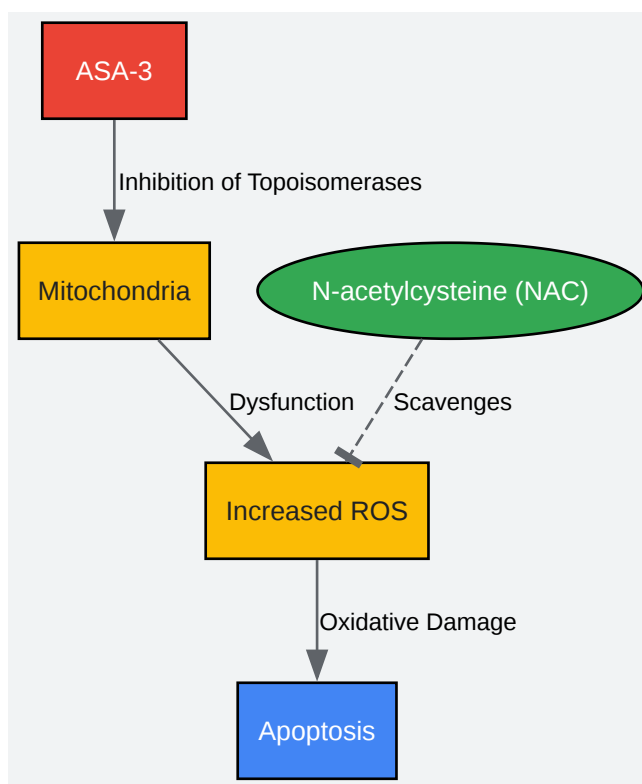 ASA-3
Inhibition of Topoisomerases
Mitochondria
N-acetylcysteine (NAC)
Dysfunction
Scavenges
Increased ROS
Oxidative Damage
Apoptosis